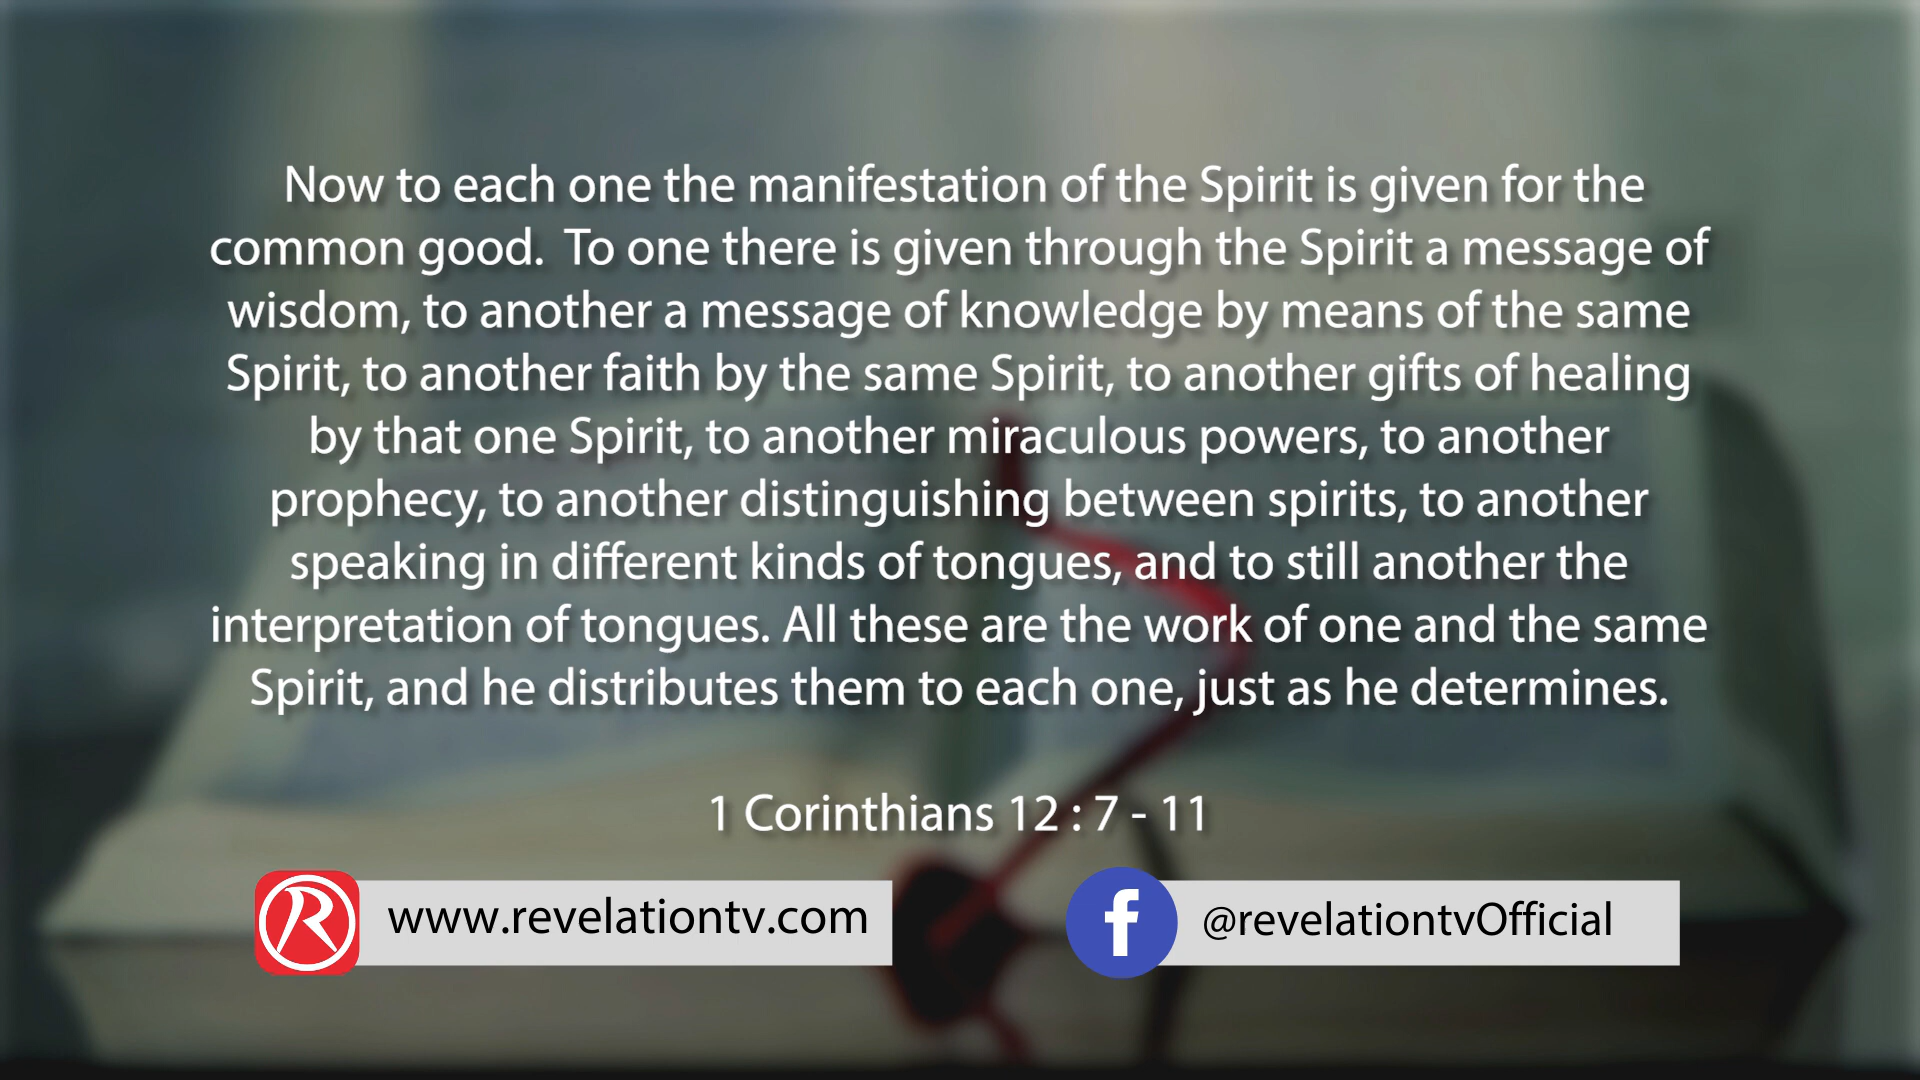 Now to each one the manifestation of the Spirit is given for the
common good.  To one there is given through the Spirit a message of
wisdom, to another a message of knowledge by means of the same
Spirit, to another faith by the same Spirit, to another gifts of healing
by that one Spirit, to another miraculous powers, to another
prophecy, to another distinguishing between spirits, to another
speaking in different kinds of tongues, and to still another the
interpretation of tongues. All these are the work of one and the same
Spirit, and he distributes them to each one, just as he determines.
1 Corinthians 12 : 7 - 11
R www.revelationtv.com
f @revelationtvOfficial